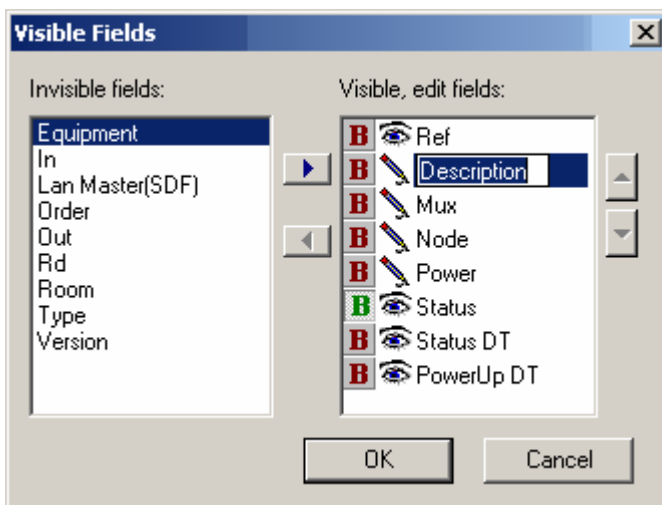 Visible Fields
Invisible fields:
Equipment
In
Lan Master(SDF)
Order
Out
Rd
Room
Type
Version
Visible, edit fields:
B Ref
B Description
B Mux
B Node
B Power
B Status
B Status DT
B PowerUp DT
OK
Cancel